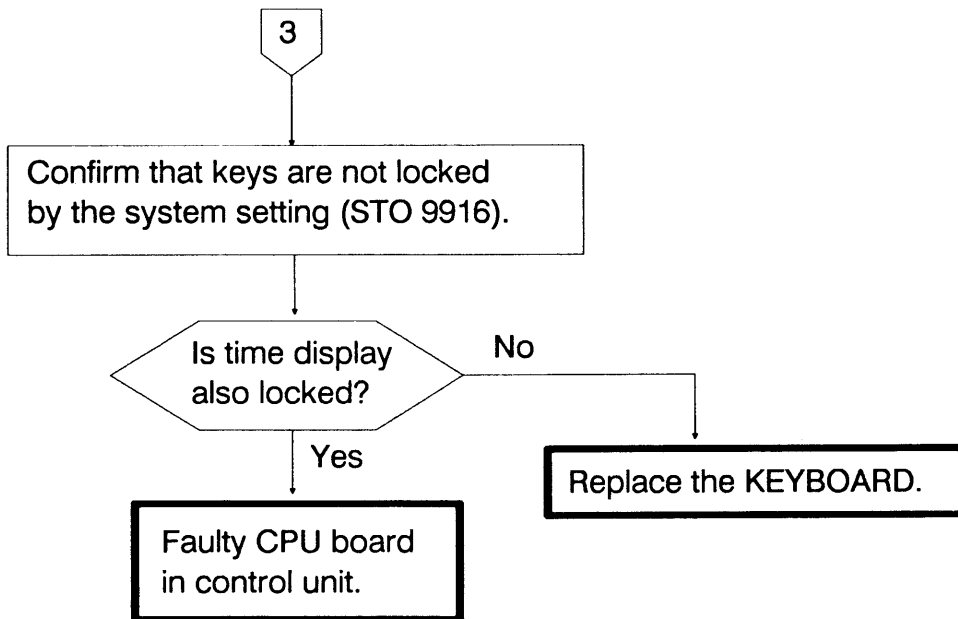 3
Confirm that keys are not locked
by the system setting (STO 9916).
Is time display
also locked?
No
Yes
Replace the KEYBOARD.
Faulty CPU board
in control unit.